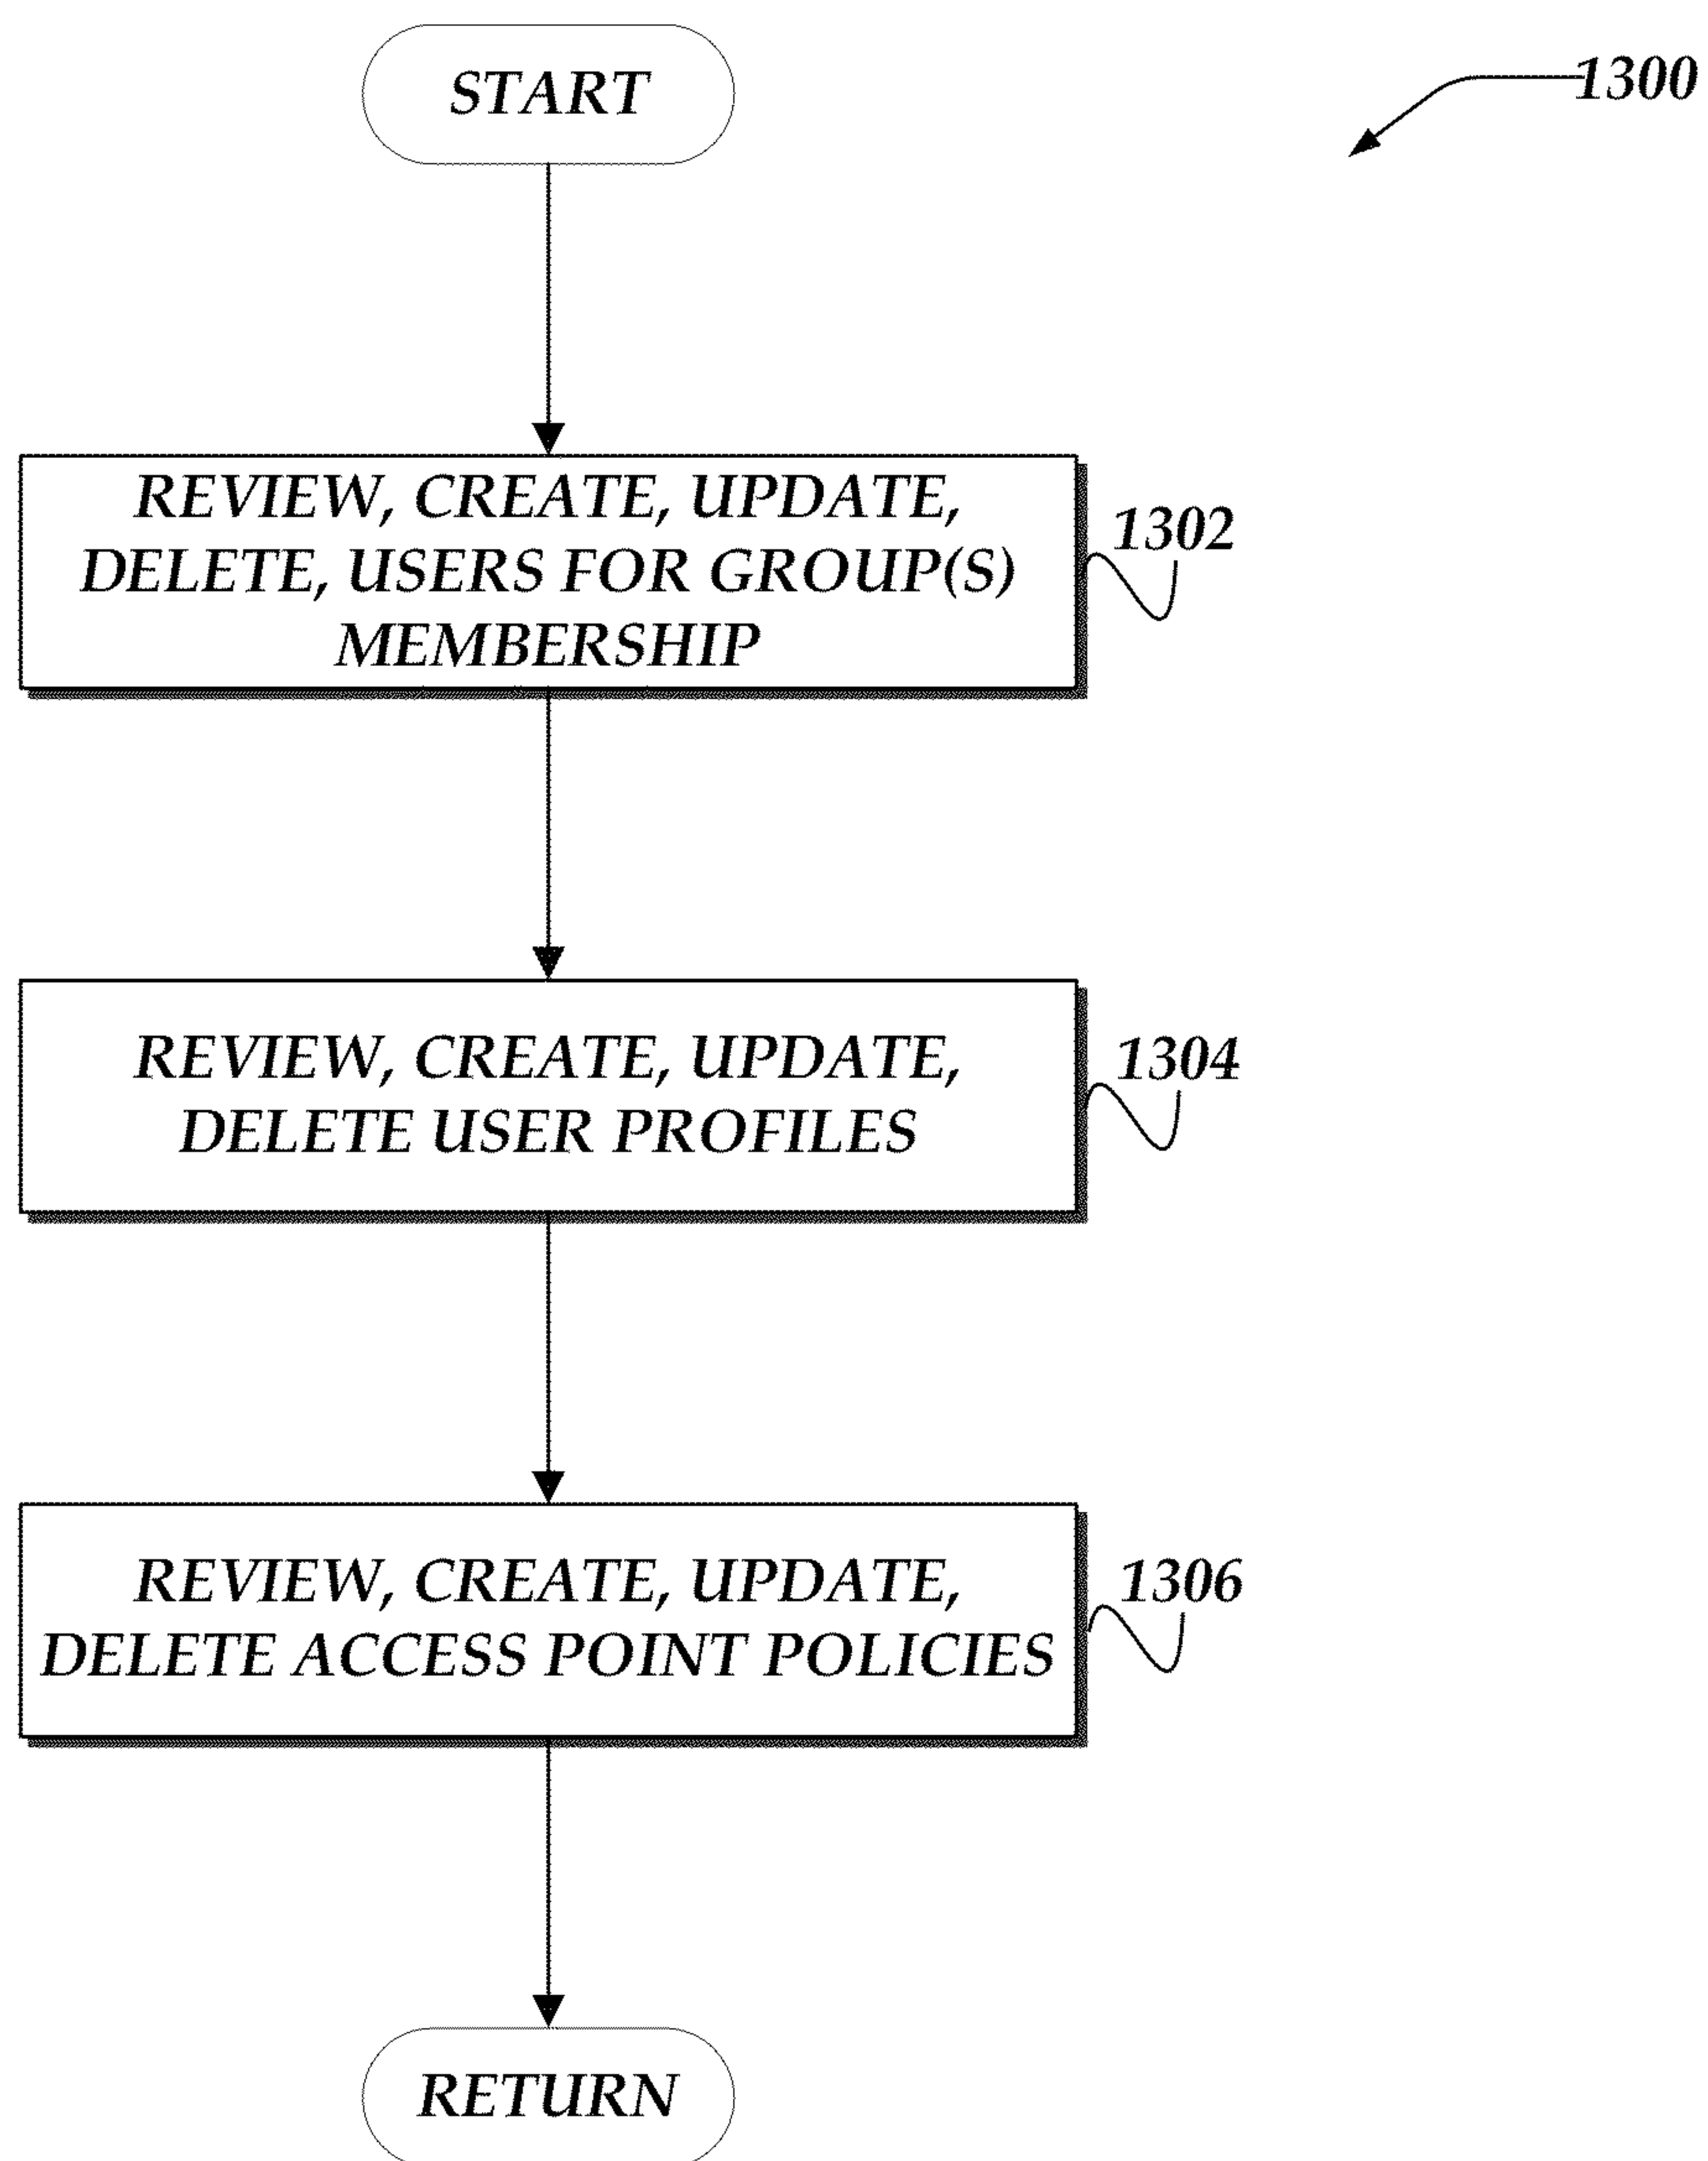 START
1300
REVIEW, CREATE, UPDATE,
DELETE, USERS FOR GROUP(S)
MEMBERSHIP
1302
REVIEW, CREATE, UPDATE,
DELETE USER PROFILES
1304
REVIEW, CREATE, UPDATE,
DELETE ACCESS POINT POLICIES
1306
RETURN